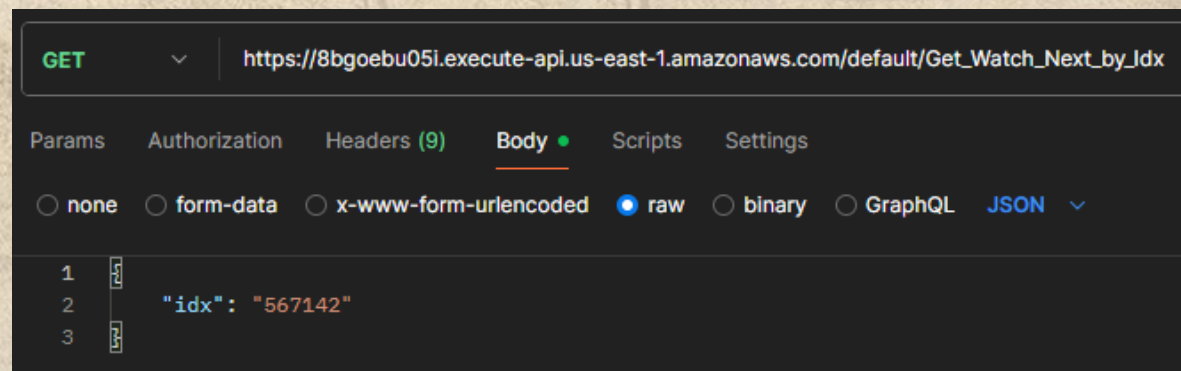 GET https://8bgoebu05i.execute-api.us-east-1.amazonaws.com/default/Get_Watch_Next_by_Idx
Params Authorization Headers (9) Body Scripts Settings
none form-data x-www-form-urlencoded raw binary GraphQL JSON
1 {
2 "idx": "567142"
3 }